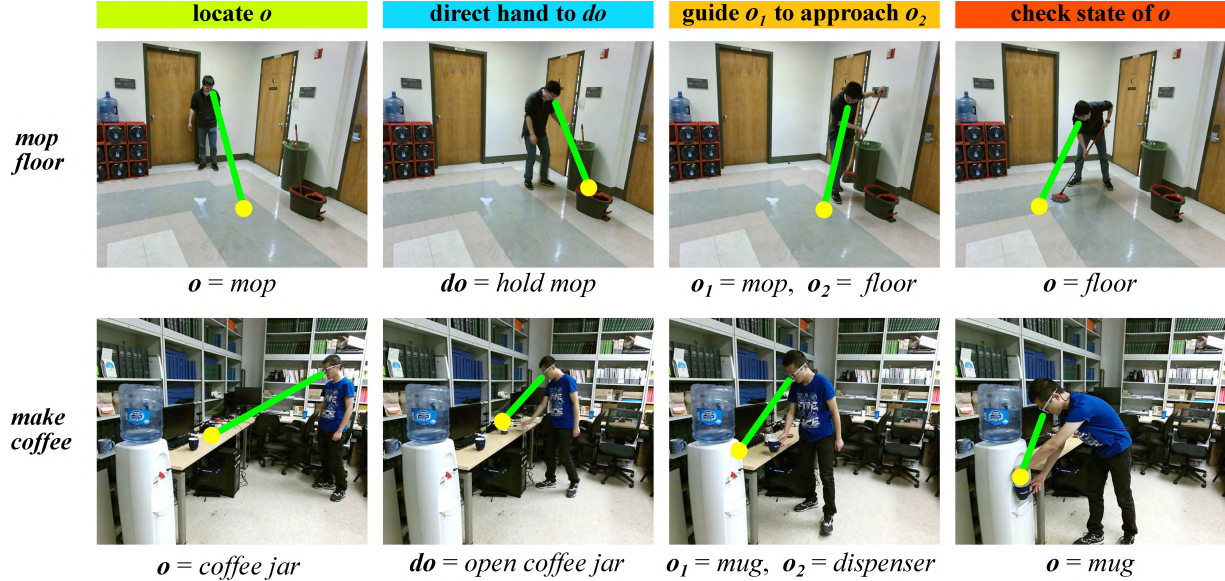 locate o
direct hand to do
guide o₁ to approach o₂
check state of o
mop
floor
o = mop
do = hold mop
o₁ = mop, o₂ = floor
o = floor
make
coffee
o = coffee jar
do = open coffee jar
o₁ = mug, o₂ = dispenser
o = mug